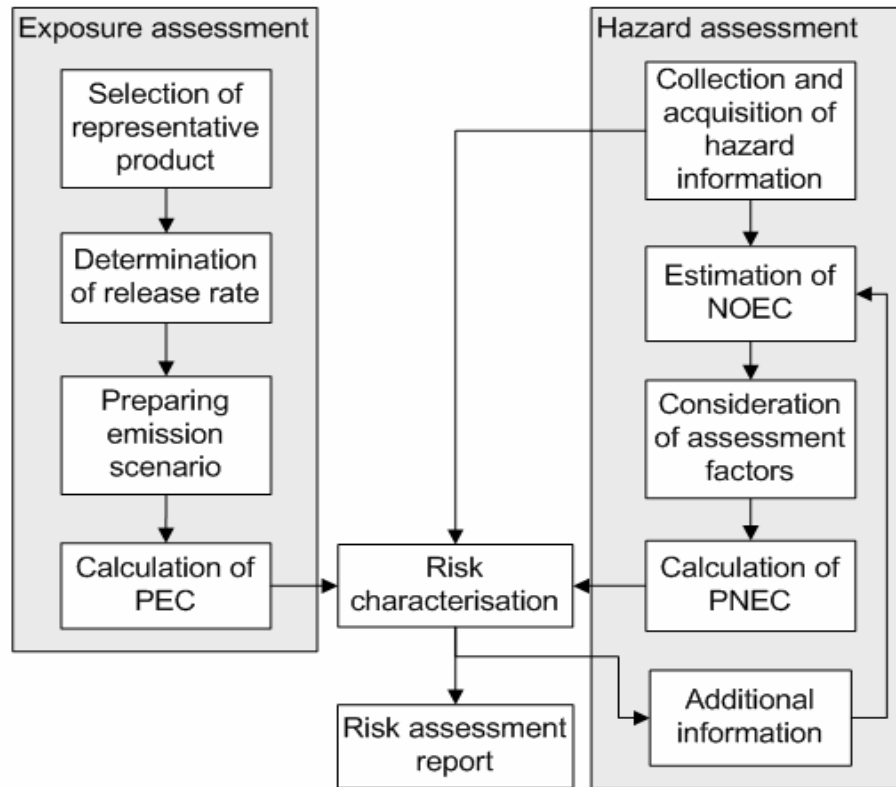 Exposure assessment
Selection of
representative
product
Determination
of release rate
Preparing
emission
scenario
Calculation of
PEC
Risk
characterisation
Risk assessment
report
Hazard assessment
Collection and
acquisition of
hazard
information
Estimation of
NOEC
Consideration
of assessment
factors
Calculation of
PNEC
Additional
information